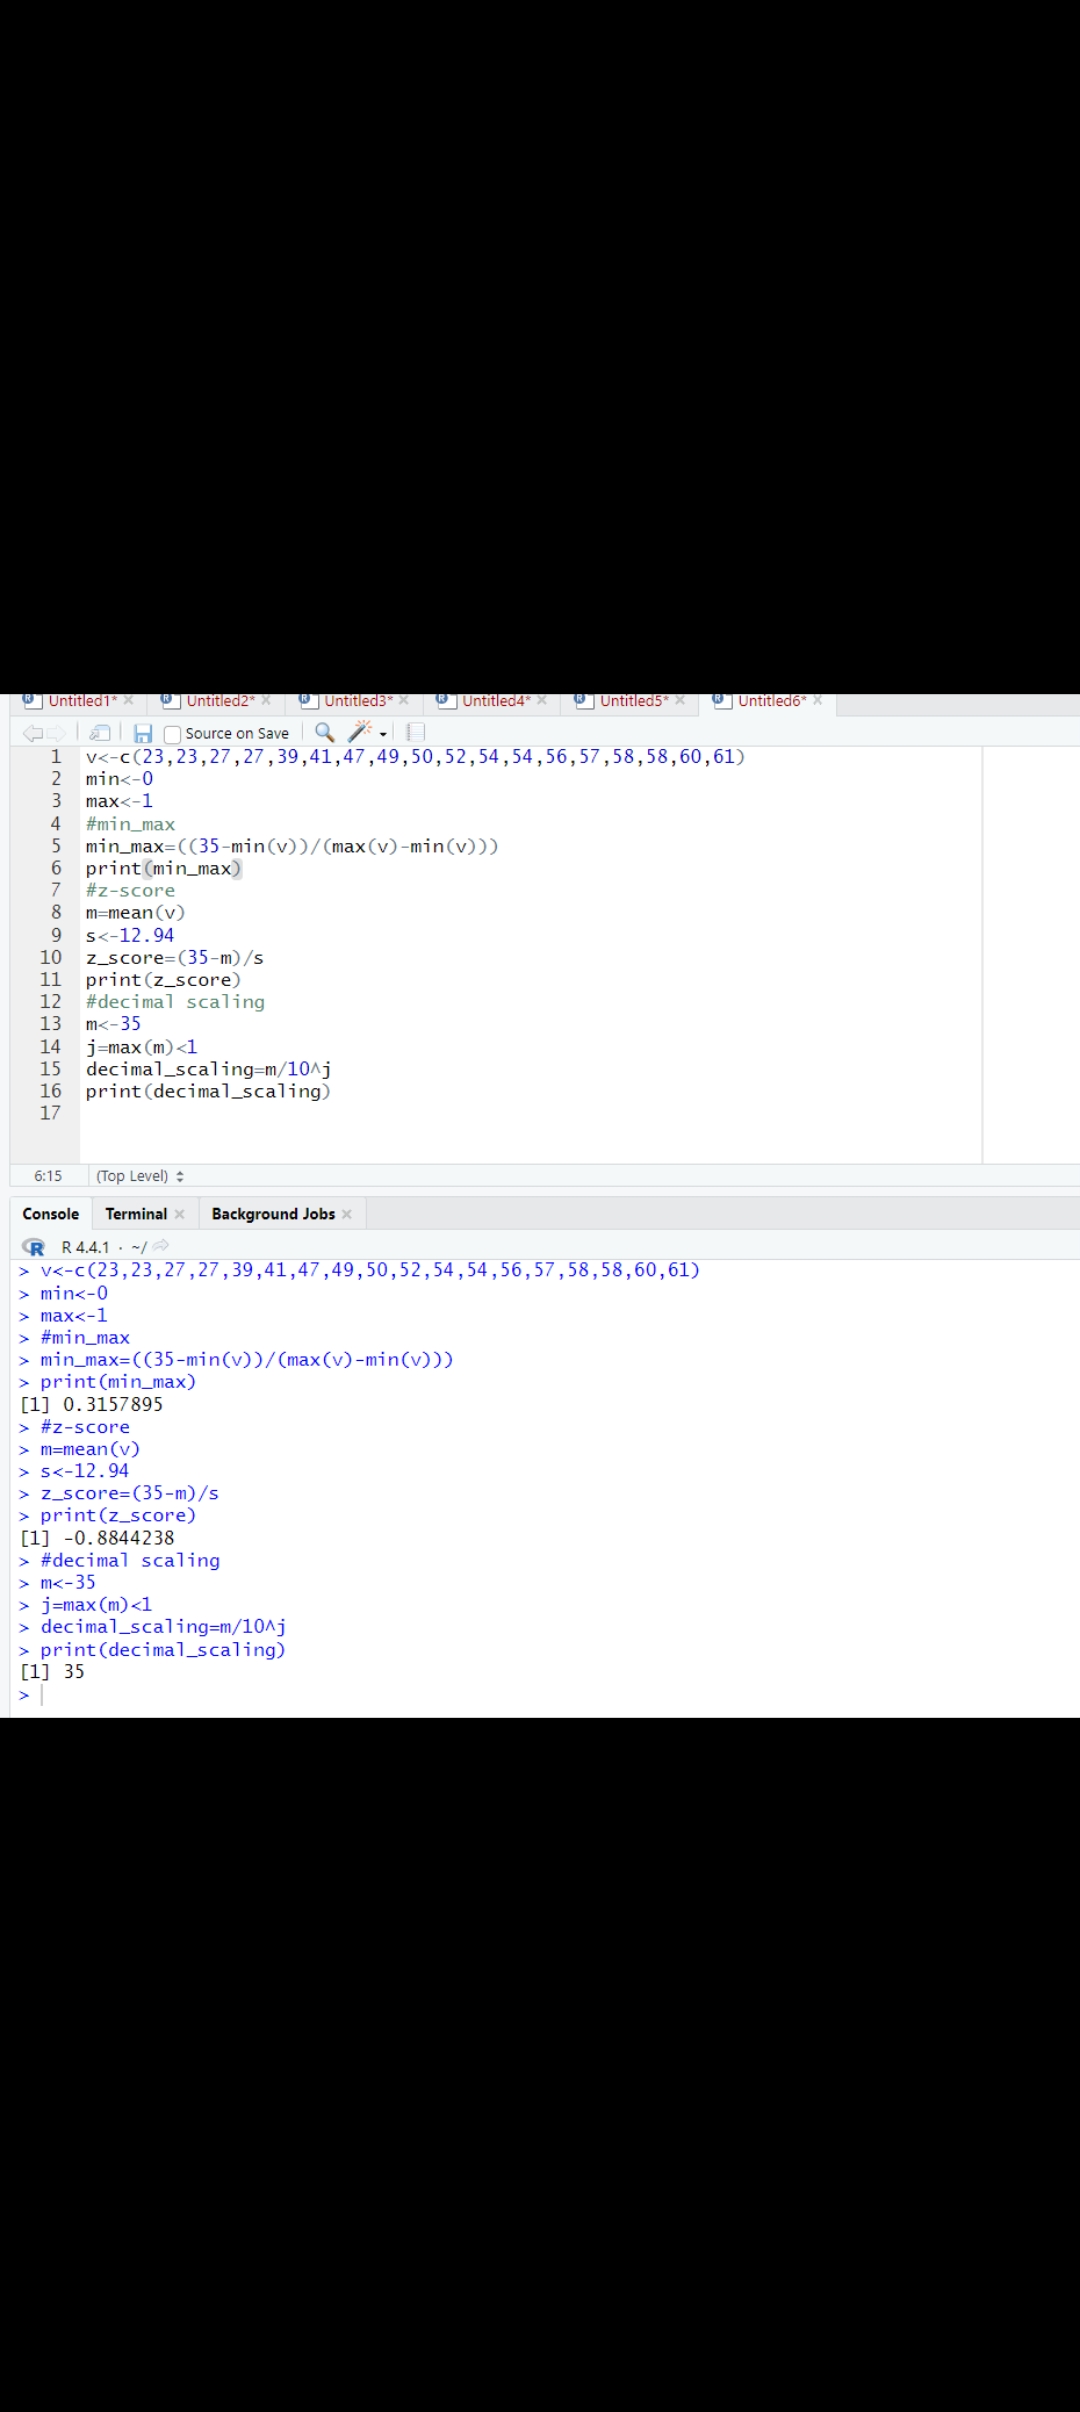 Untitled1* Untitled2* Untitled3* Untitled4* Untitled5* Untitled6*
Source on Save
1 v<-c(23,23,27,27,39,41,47,49,50,52,54,54,56,57,58,58,60,61)
2 min<-0
3 max<-1
4 #min_max
5 min_max=((35-min(v))/(max(v)-min(v)))
6 print(min_max)
7 #z-score
8 m=mean(v)
9 s<-12.94
10 z_score=(35-m)/s
11 print(z_score)
12 #decimal scaling
13 m<-35
14 j=max(m)<1
15 decimal_scaling=m/10^j
16 print(decimal_scaling)
17
6:15 (Top Level)
Console Terminal Background Jobs
R R 4.4.1 · ~/
> v<-c(23,23,27,27,39,41,47,49,50,52,54,54,56,57,58,58,60,61)
> min<-0
> max<-1
> #min_max
> min_max=((35-min(v))/(max(v)-min(v)))
> print(min_max)
[1] 0.3157895
> #z-score
> m=mean(v)
> s<-12.94
> z_score=(35-m)/s
> print(z_score)
[1] -0.8844238
> #decimal scaling
> m<-35
> j=max(m)<1
> decimal_scaling=m/10^j
> print(decimal_scaling)
[1] 35
>